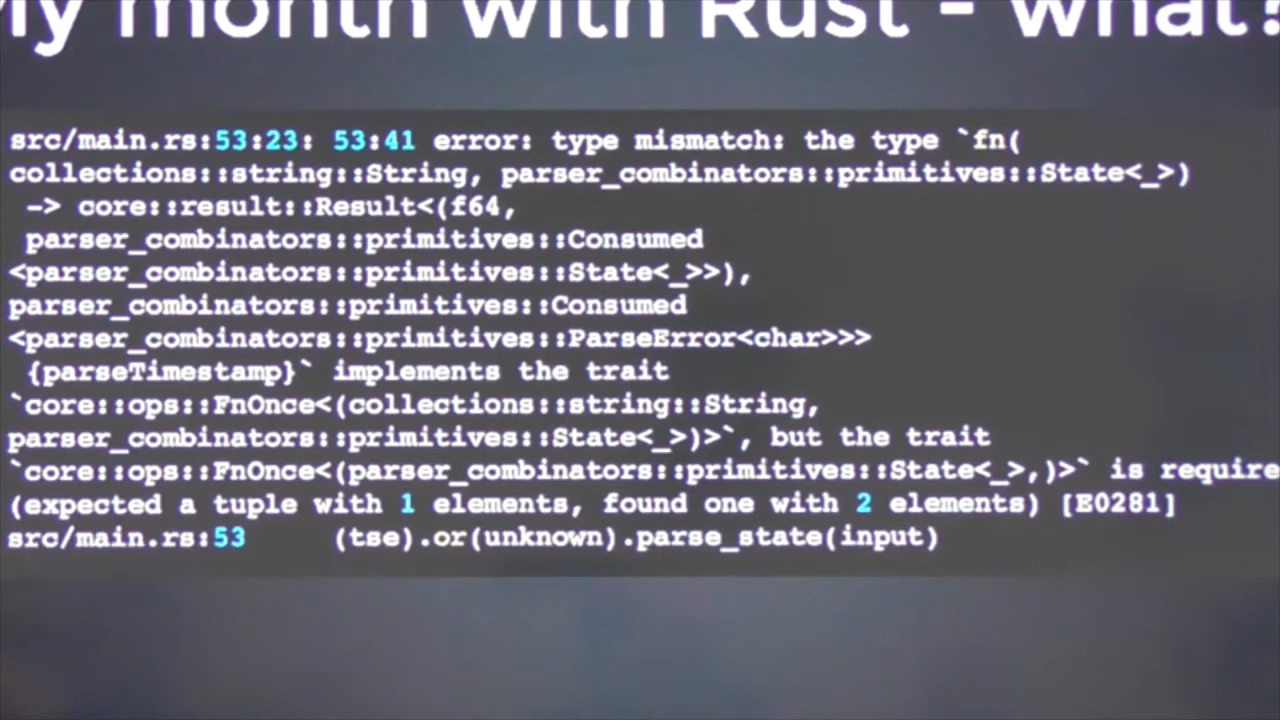 My month with Rust - what?
src/main.rs:53:23: 53:41 error: type mismatch: the type `fn(
collections::string::String, parser_combinators::primitives::State<_>)
-> core::result::Result<(f64,
parser_combinators::primitives::Consumed
<parser_combinators::primitives::State<_>>),
parser_combinators::primitives::Consumed
<parser_combinators::primitives::ParseError<char>>>
{parseTimestamp}` implements the trait
`core::ops::FnOnce<(collections::string::String,
parser_combinators::primitives::State<_>)>`, but the trait
`core::ops::FnOnce<(parser_combinators::primitives::State<_>,)>` is require
(expected a tuple with 1 elements, found one with 2 elements) [E0281]
src/main.rs:53 (tse).or(unknown).parse_state(input)